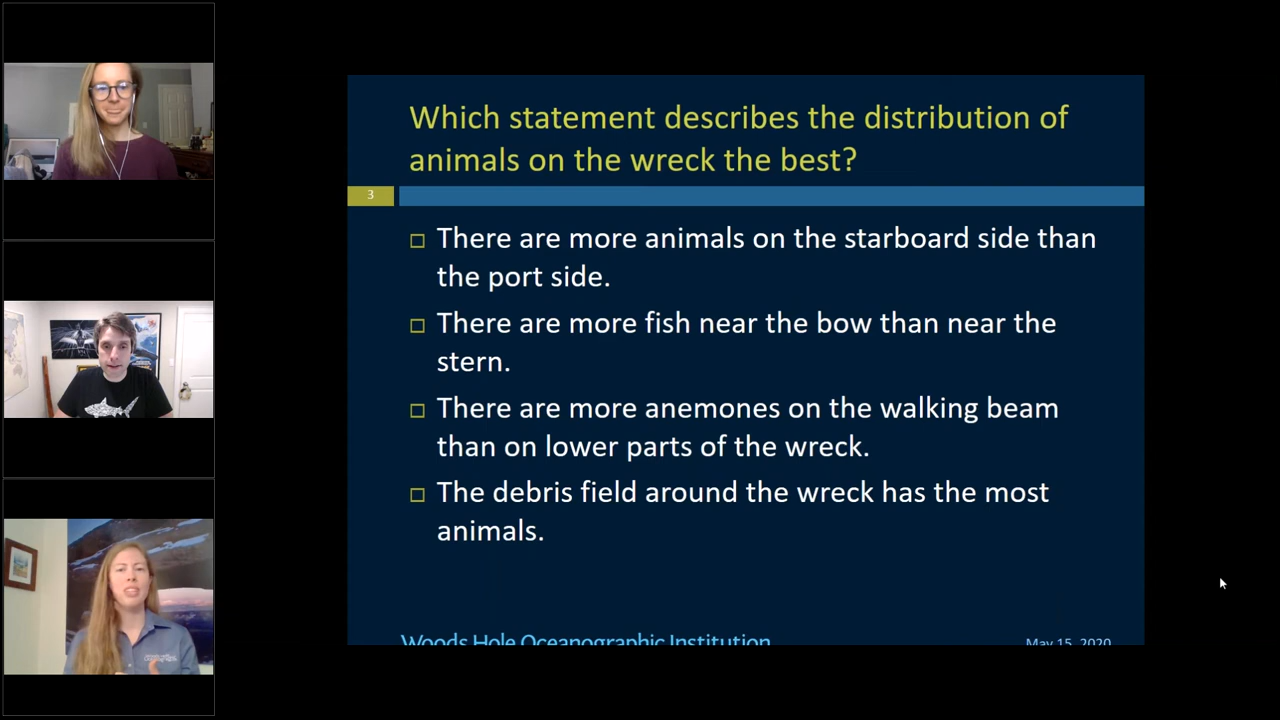 Which statement describes the distribution of
animals on the wreck the best?
3
□ There are more animals on the starboard side than
the port side.
□ There are more fish near the bow than near the
stern.
□ There are more anemones on the walking beam
than on lower parts of the wreck.
□ The debris field around the wreck has the most
animals.
Woods Hole Oceanographic Institution
May 15, 2020